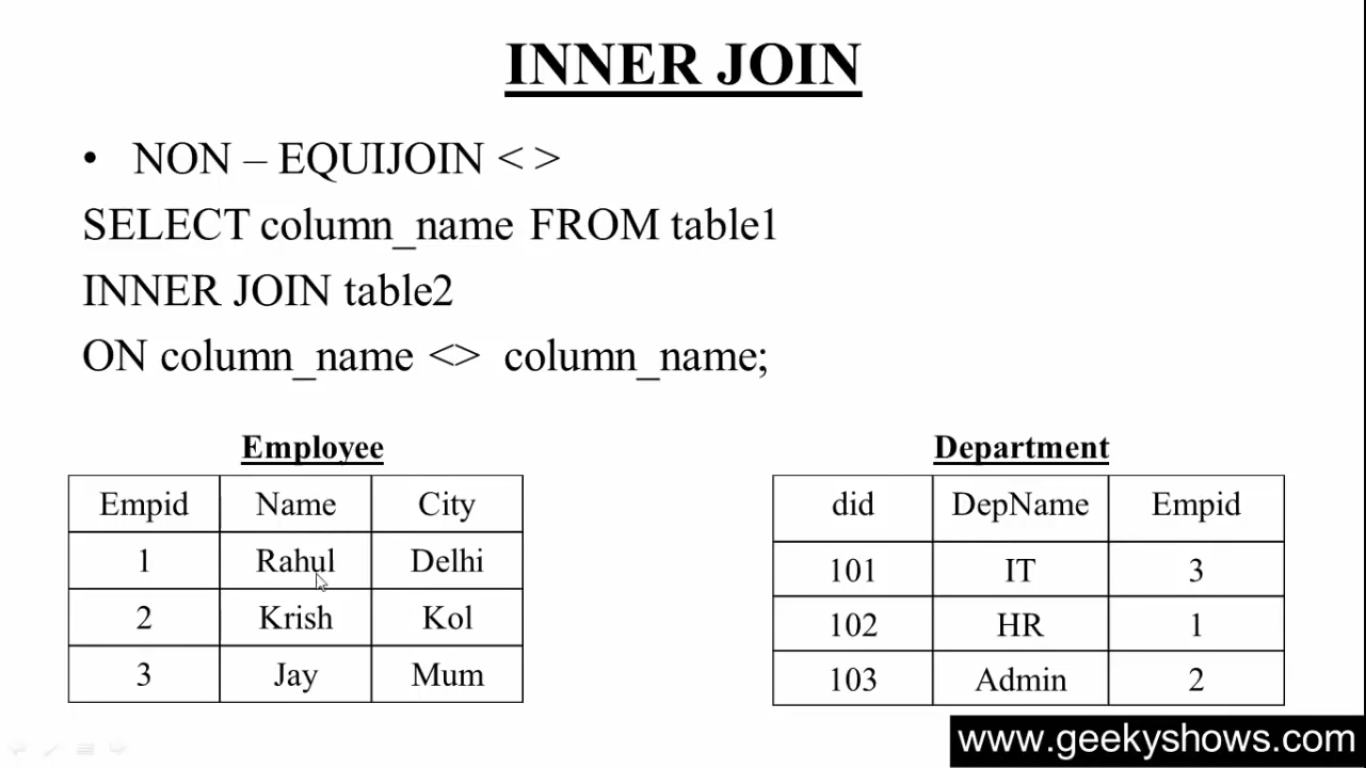 INNER JOIN
• NON – EQUIJOIN < >
SELECT column_name FROM table1
INNER JOIN table2
ON column_name <> column_name;
Employee
Empid Name City
1 Rahul Delhi
2 Krish Kol
3 Jay Mum
Department
did DepName Empid
101 IT 3
102 HR 1
103 Admin 2
www.geekyshows.com